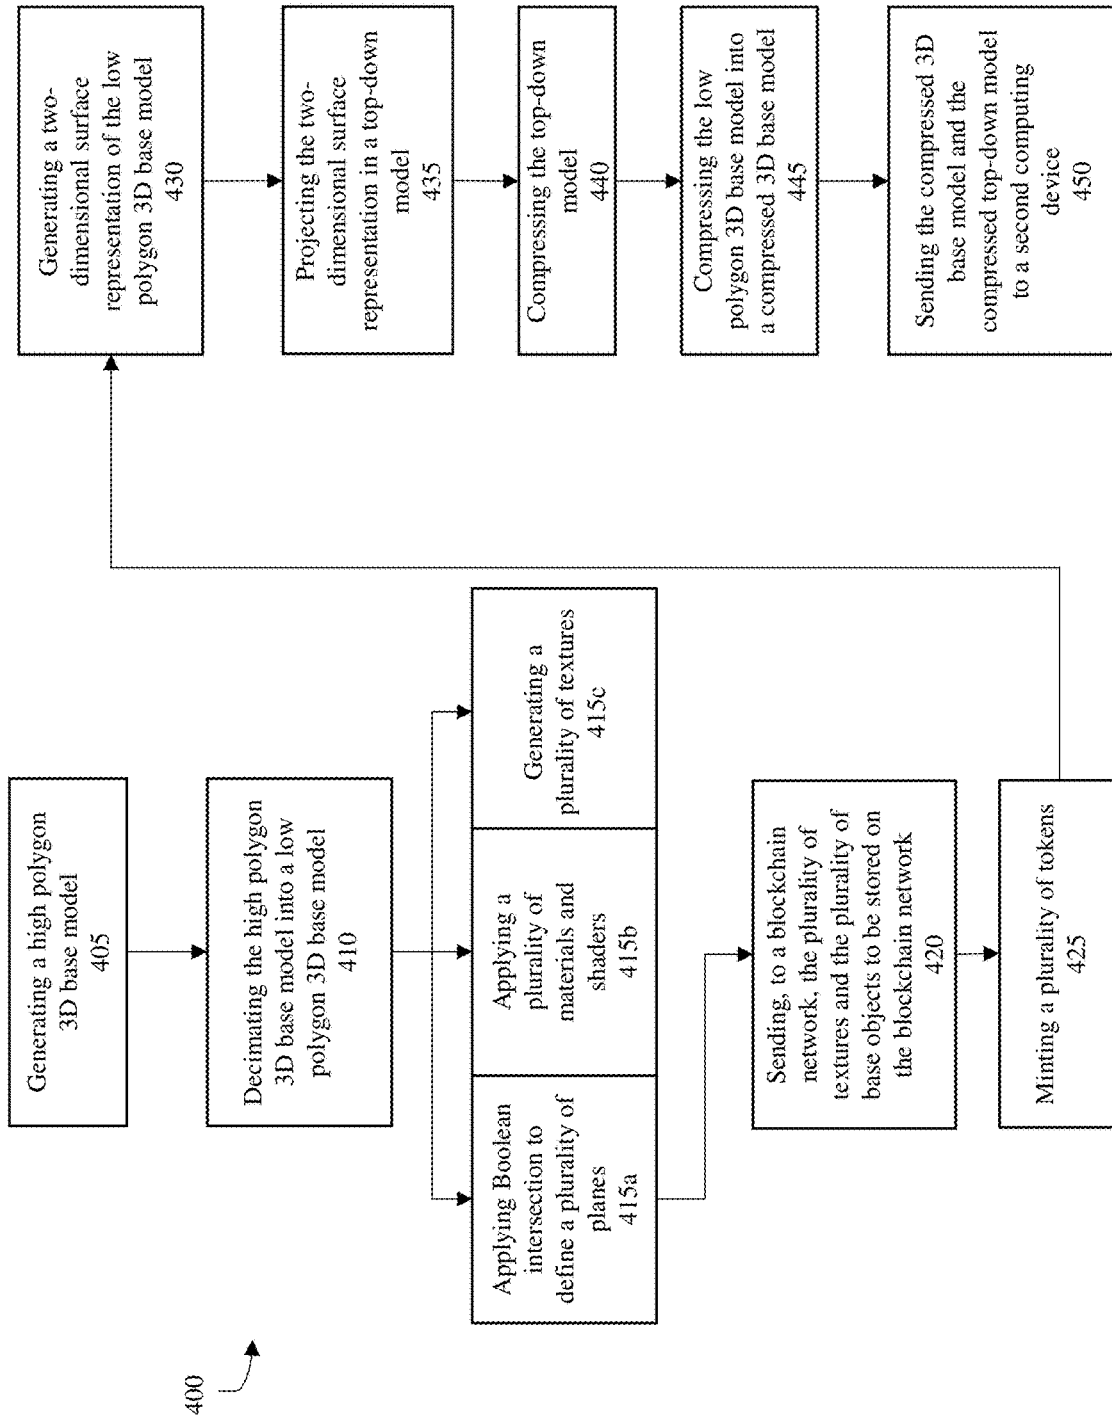 400
Generating a high polygon
3D base model
405
Decimating the high polygon
3D base model into a low
polygon 3D base model
410
Applying Boolean
intersection to
define a plurality of
planes
415a
Applying a
plurality of
materials and
shaders
415b
Generating a
plurality of textures
415c
Sending, to a blockchain
network, the plurality of
textures and the plurality of
base objects to be stored on
the blockchain network
420
Minting a plurality of tokens
425
Generating a two-
dimensional surface
representation of the low
polygon 3D base model
430
Projecting the two-
dimensional surface
representation in a top-down
model
435
Compressing the top-down
model
440
Compressing the low
polygon 3D base model into
a compressed 3D base model
445
Sending the compressed 3D
base model and the
compressed top-down model
to a second computing
device
450